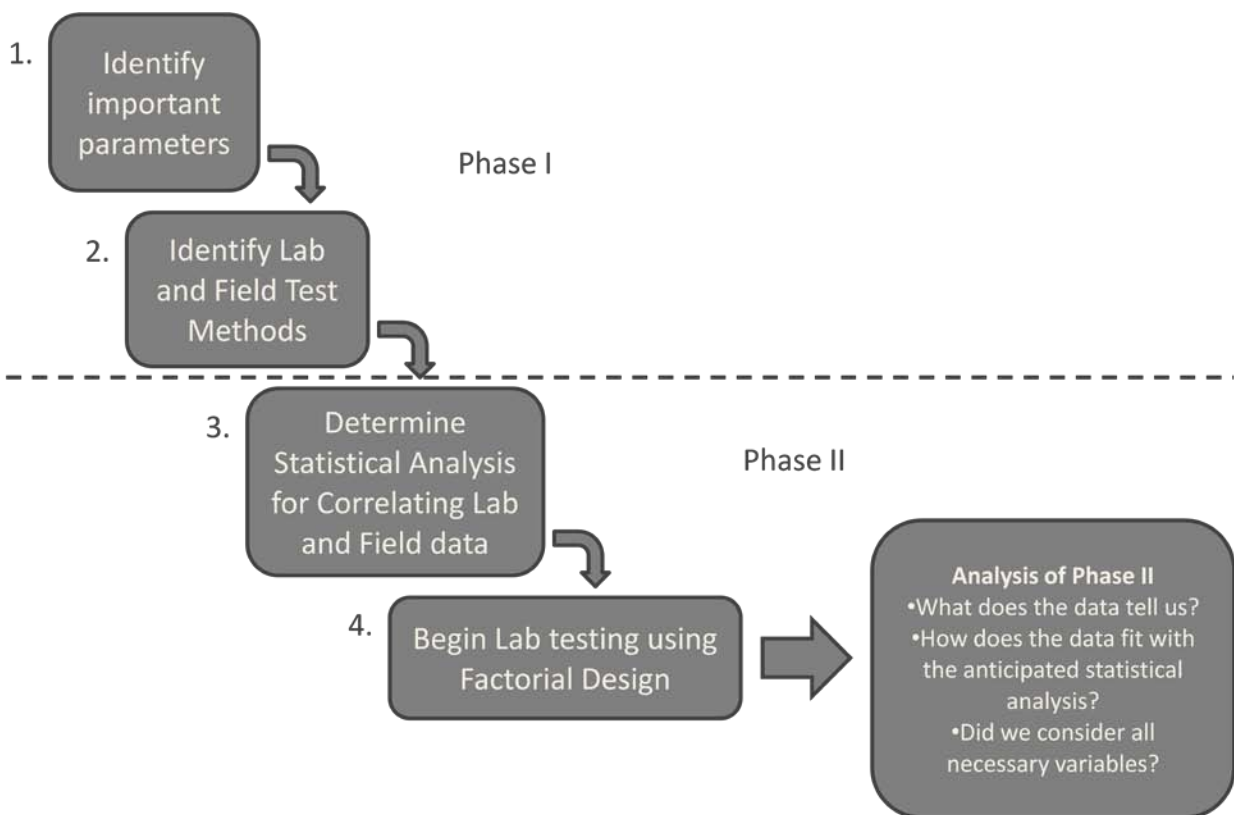 1.
Identify
important
parameters
Phase I
2.
Identify Lab
and Field Test
Methods
3.
Determine
Statistical Analysis
for Correlating Lab
and Field data
Phase II
4.
Begin Lab testing using
Factorial Design
Analysis of Phase II
•What does the data tell us?
•How does the data fit with
the anticipated statistical
analysis?
•Did we consider all
necessary variables?